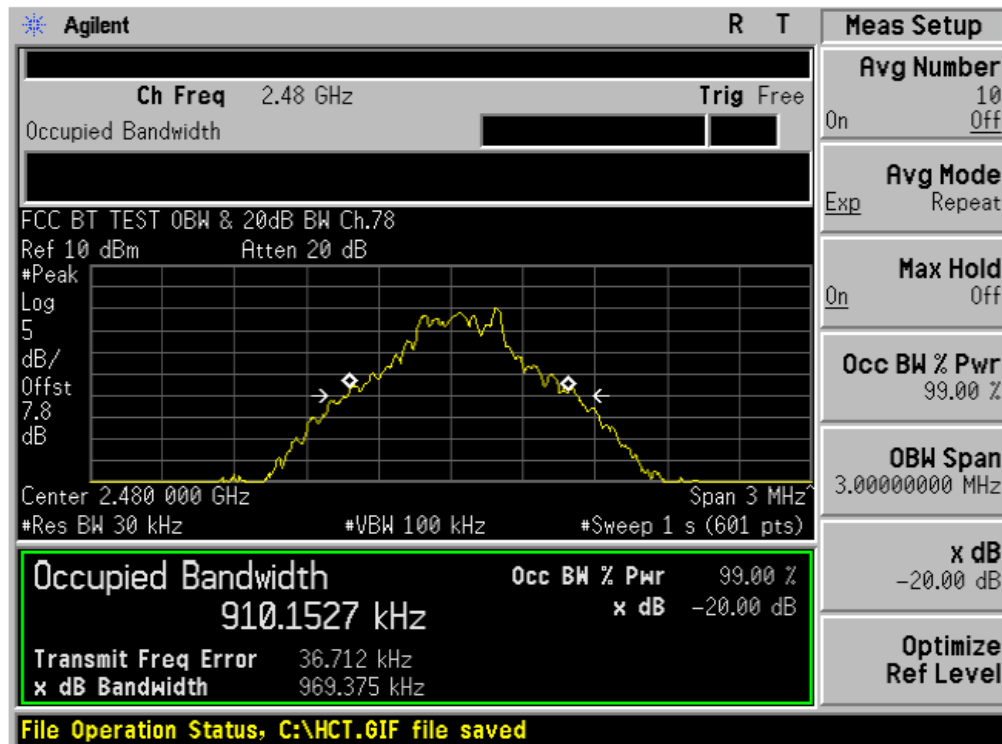 Agilent R T
Ch Freq 2.48 GHz Trig Free
Occupied Bandwidth
FCC BT TEST OBW & 20dB BW Ch.78
Ref 10 dBm Atten 20 dB
#Peak
Log
5
dB/
Offst
7.8
dB
Center 2.480 000 GHz Span 3 MHz^
#Res BW 30 kHz #VBW 100 kHz #Sweep 1 s (601 pts)
Occupied Bandwidth
910.1527 kHz
Occ BW % Pwr 99.00 %
x dB -20.00 dB
Transmit Freq Error 36.712 kHz
x dB Bandwidth 969.375 kHz
File Operation Status, C:\HCT.GIF file saved
Meas Setup
Avg Number
10
On Off
Avg Mode
Exp Repeat
Max Hold
On Off
Occ BW % Pwr
99.00 %
OBW Span
3.00000000 MHz
x dB
-20.00 dB
Optimize
Ref Level